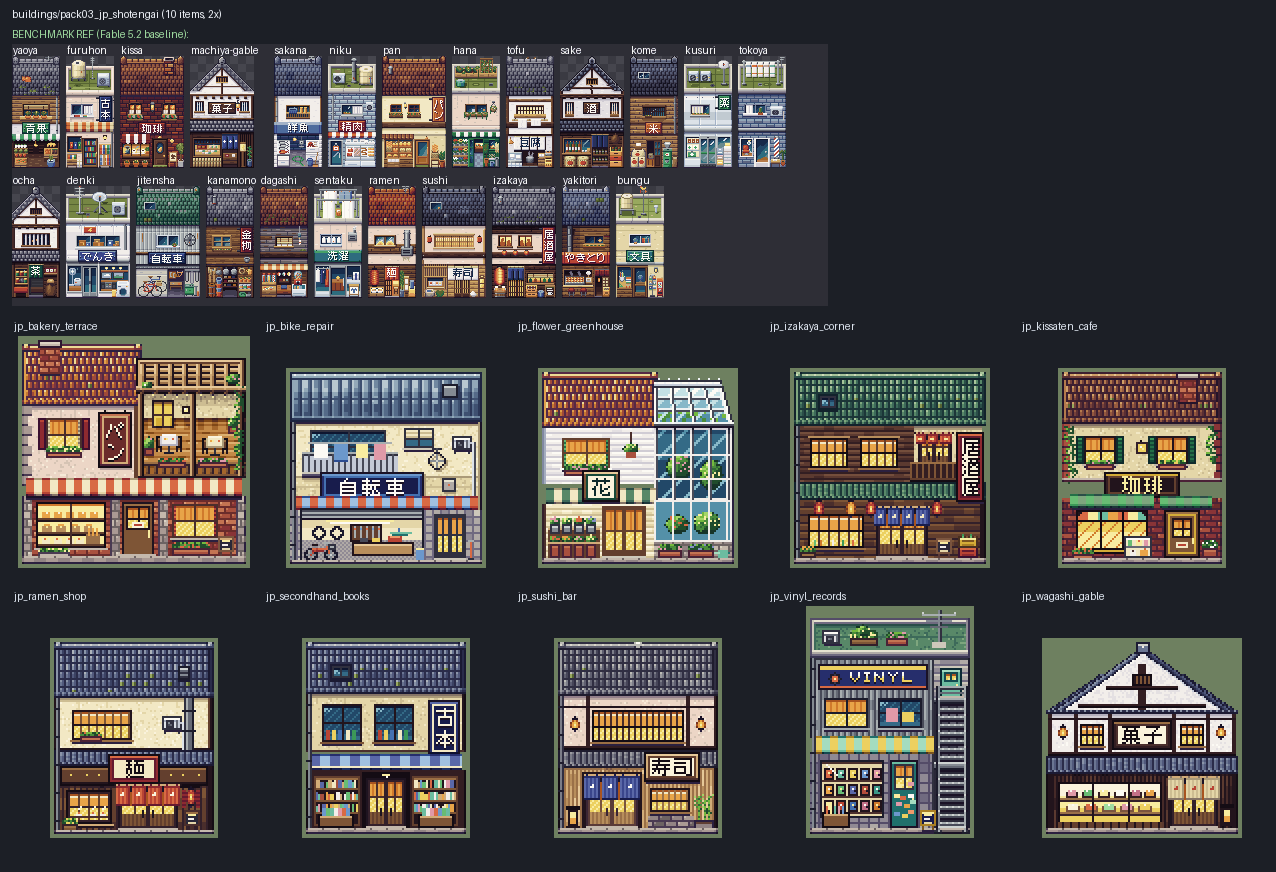 buildings/pack03_jp_shotengai (10 items, 2x)
BENCHMARK REF (Fable 5.2 baseline):
yaoya furuhon kissa machiya-gable sakana niku pan hana tofu sake kome kusuri tokoya
青果 古本 珈琲 菓子 鮮魚 精肉 パン 豆腐 酒 米 薬
ocha denki jitensha kanamono dagashi sentaku ramen sushi izakaya yakitori bungu
茶 でんき 自転車 金物 洗濯 麺 寿司 居酒屋 やきとり 文具
jp_bakery_terrace jp_bike_repair jp_flower_greenhouse jp_izakaya_corner jp_kissaten_cafe
パン 自転車 花 居酒屋 珈琲
jp_ramen_shop jp_secondhand_books jp_sushi_bar jp_vinyl_records jp_wagashi_gable
古本 寿司 VINYL 菓子